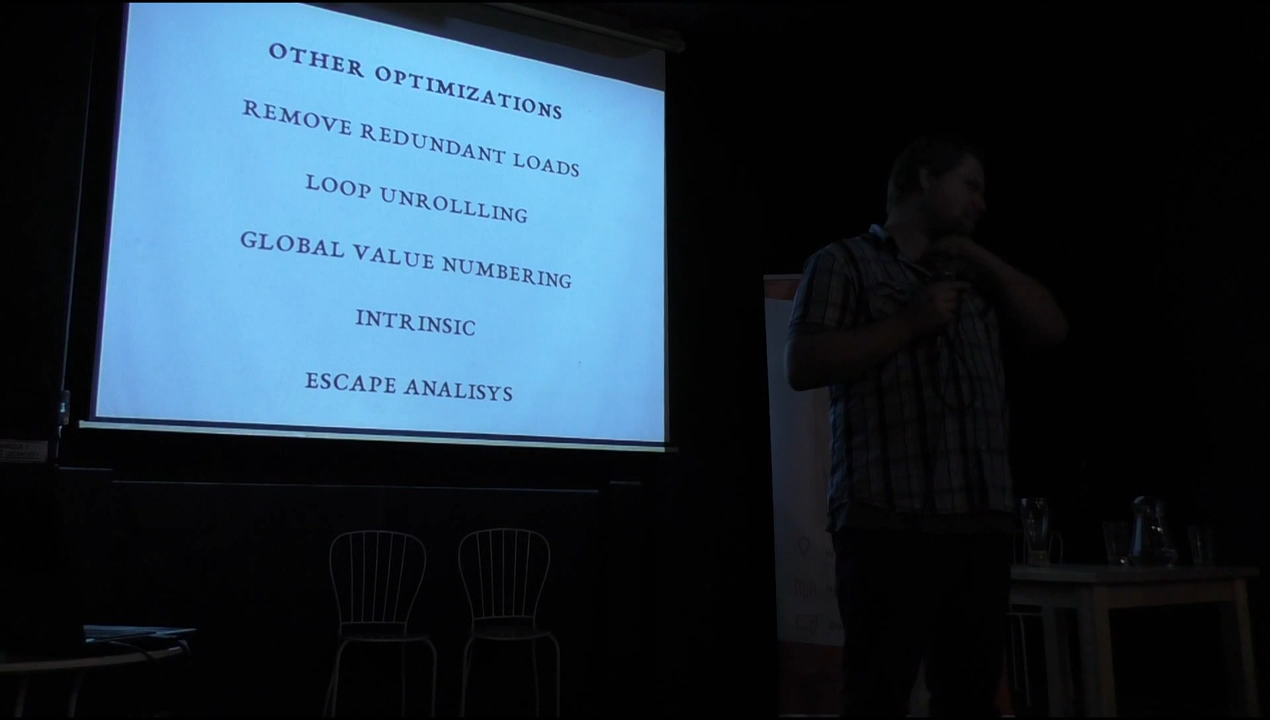 OTHER OPTIMIZATIONS
REMOVE REDUNDANT LOADS
LOOP UNROLLLING
GLOBAL VALUE NUMBERING
INTRINSIC
ESCAPE ANALISYS